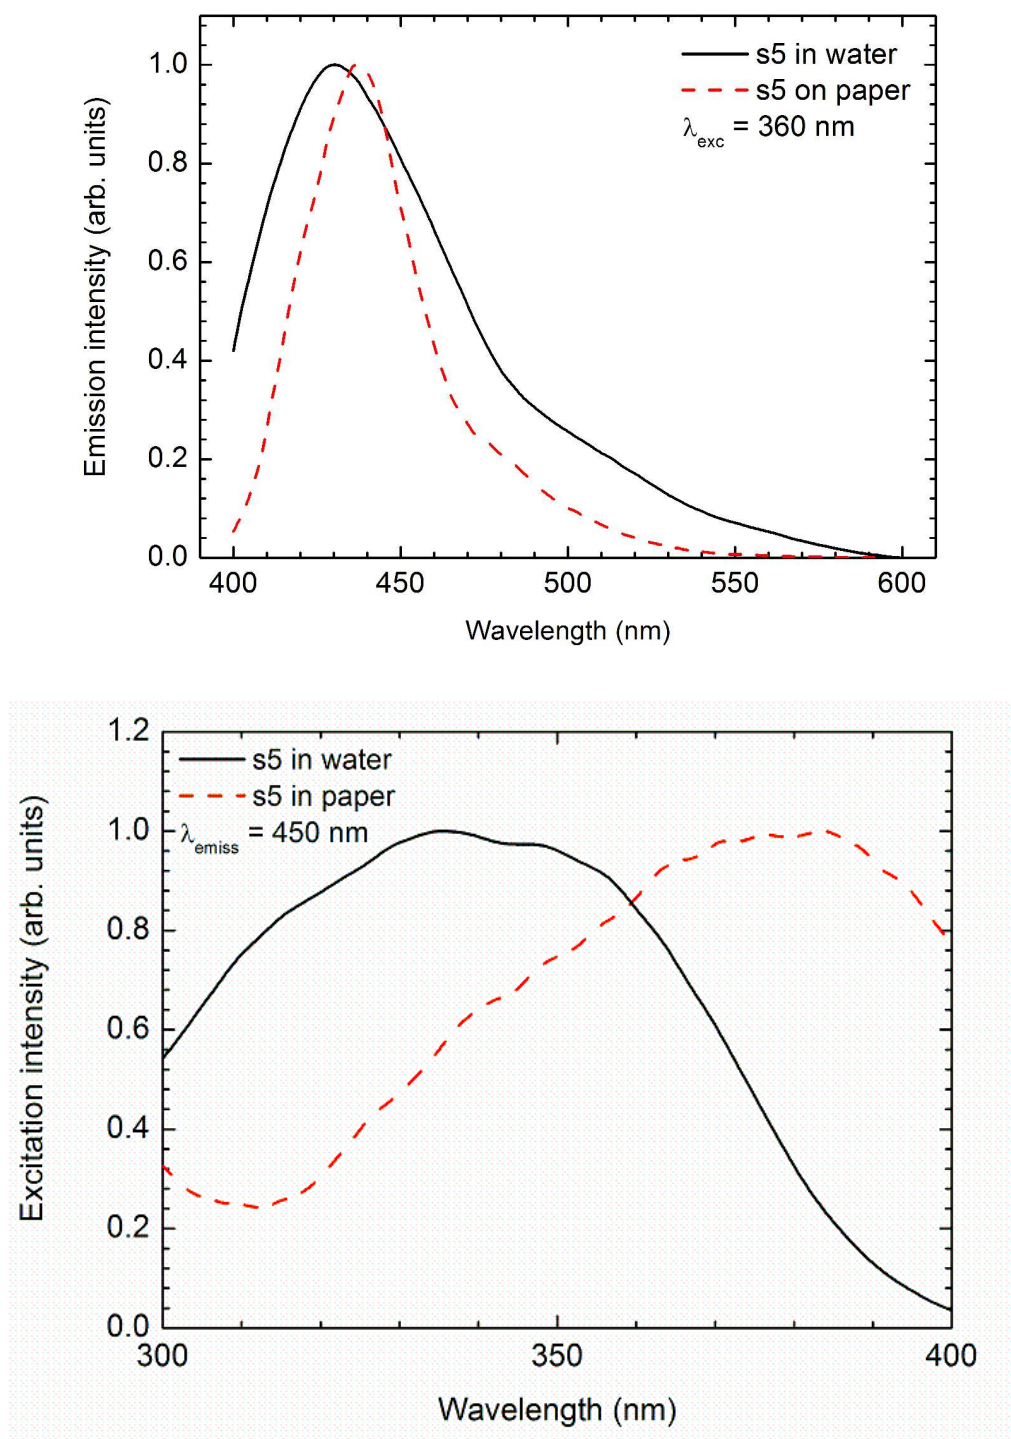 s5 in water
s5 on paper
λexc = 360 nm
Emission intensity (arb. units)
1.0
0.8
0.6
0.4
0.2
0.0
400 450 500 550 600
Wavelength (nm)
1.2
s5 in water
s5 in paper
λemiss = 450 nm
Excitation intensity (arb. units)
1.0
0.8
0.6
0.4
0.2
0.0
300 350 400
Wavelength (nm)